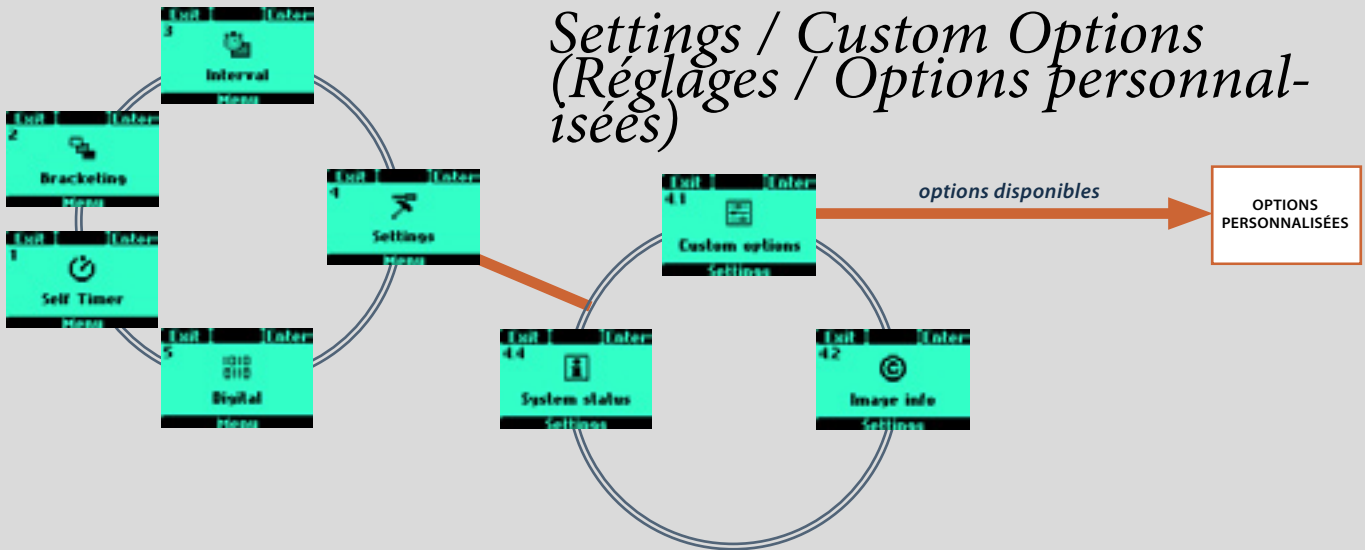 Settings / Custom Options
(Réglages / Options personnal-
isées)
Exit Enter
3
Interval
Menu
Exit Enter
2
Bracketing
Menu
Exit Enter
1
Self Timer
Menu
Exit Enter
4
Settings
Menu
Exit Enter
5
1010
0110
Digital
Menu
Exit Enter
4.1
Custom options
Settings
Exit Enter
4.4
System status
Settings
Exit Enter
4.2
©
Image info
Settings
options disponibles
OPTIONS
PERSONNALISÉES